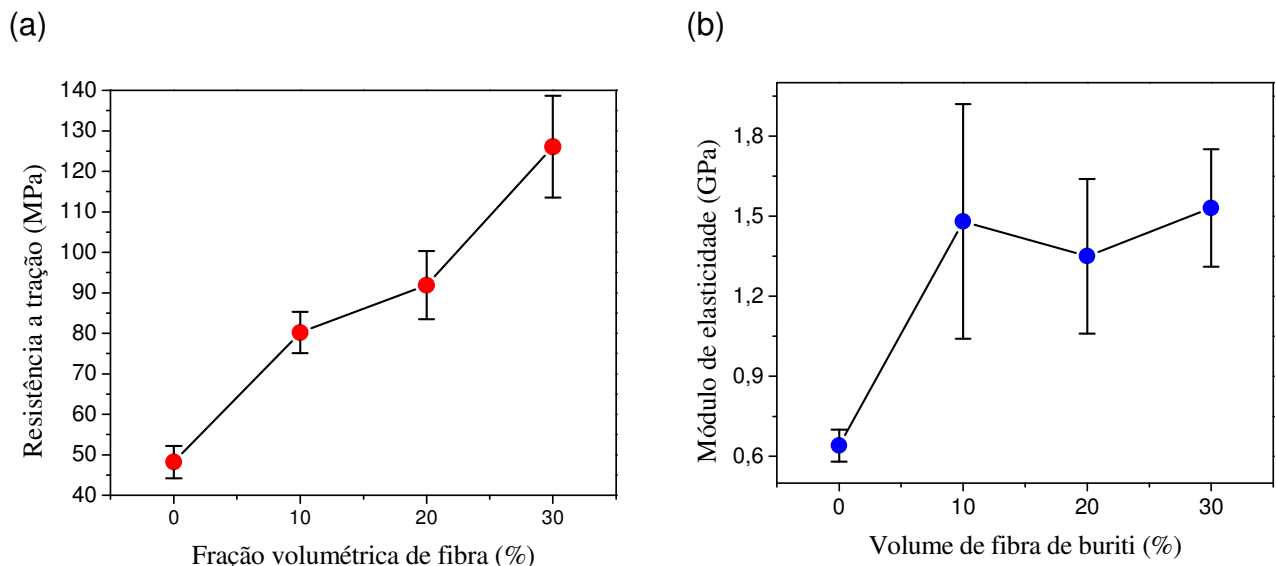 (a)
Resistência a tração (MPa)
140
130
120
110
100
90
80
70
60
50
40
0 10 20 30
Fração volumétrica de fibra (%)
(b)
Módulo de elasticidade (GPa)
1,8
1,5
1,2
0,9
0,6
0 10 20 30
Volume de fibra de buriti (%)